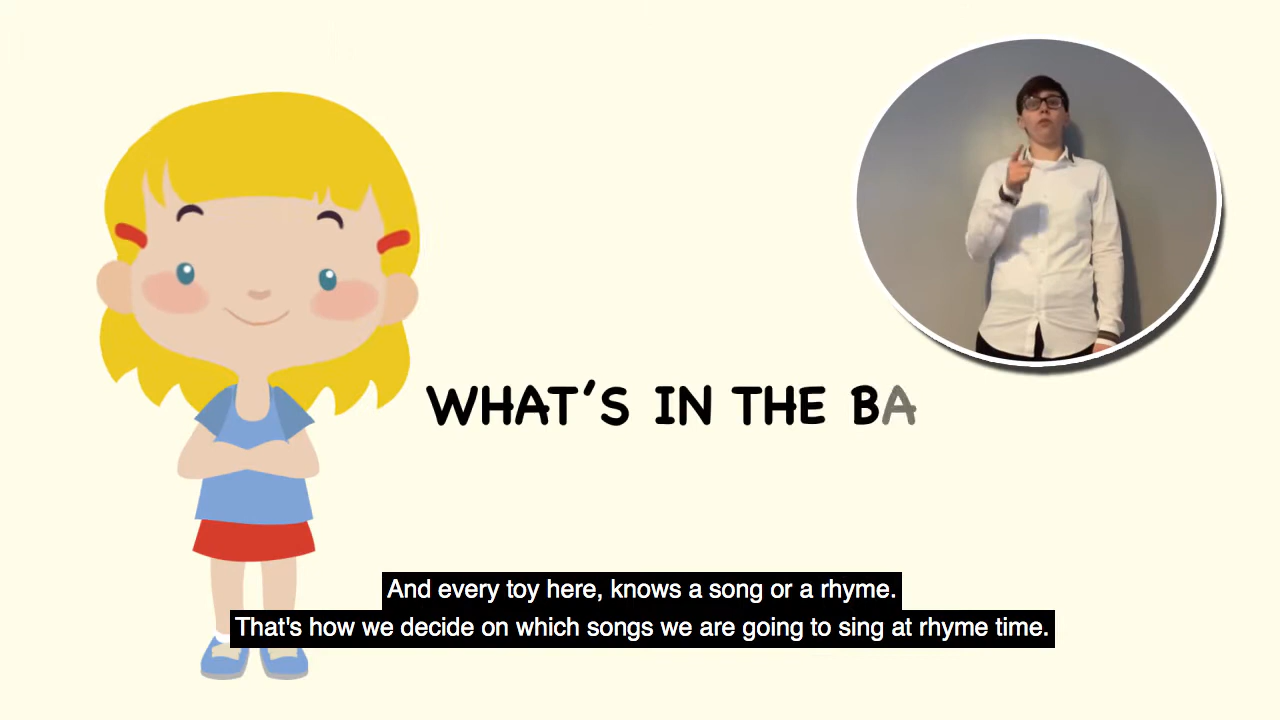 WHAT'S IN THE BA
And every toy here, knows a song or a rhyme.
That's how we decide on which songs we are going to sing at rhyme time.